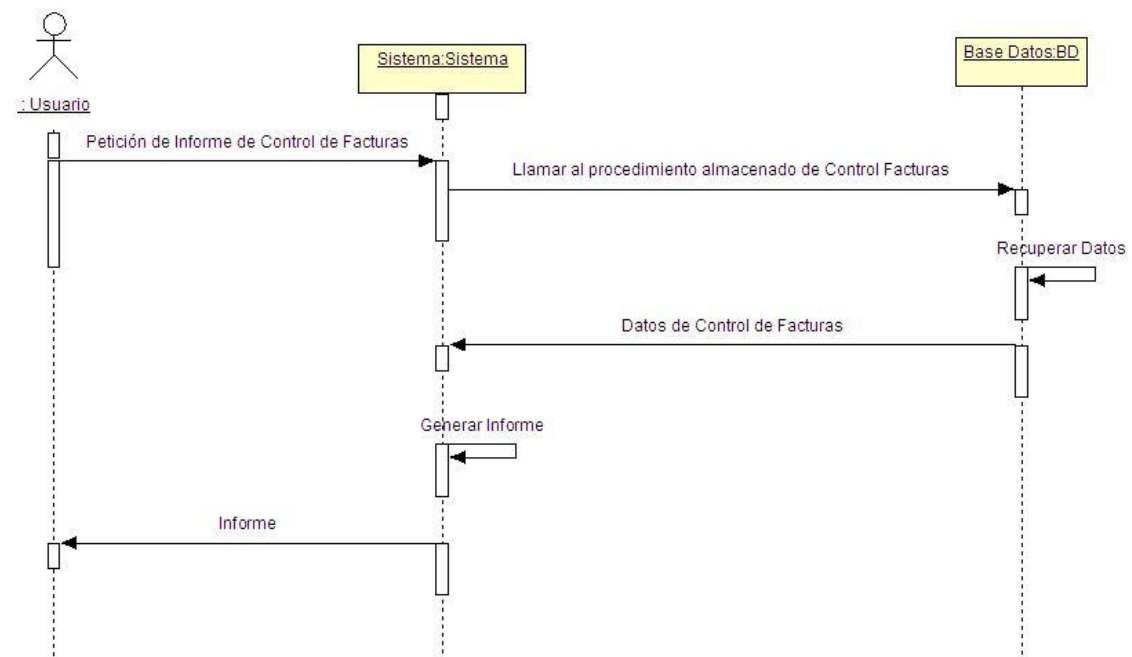 Sistema:Sistema
Base Datos:BD
: Usuario
Petición de Informe de Control de Facturas
Llamar al procedimiento almacenado de Control Facturas
Recuperar Datos
Datos de Control de Facturas
Generar Informe
Informe